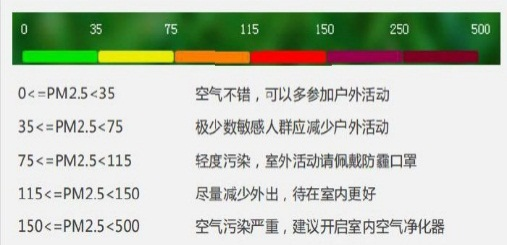 0 35 75 115 150 250 500
0<=PM2.5<35 空气不错，可以多参加户外活动
35<=PM2.5<75 极少数敏感人群应减少户外活动
75<=PM2.5<115 轻度污染，室外活动请佩戴防霾口罩
115<=PM2.5<150 尽量减少外出，待在室内更好
150<=PM2.5<500 空气污染严重，建议开启室内空气净化器